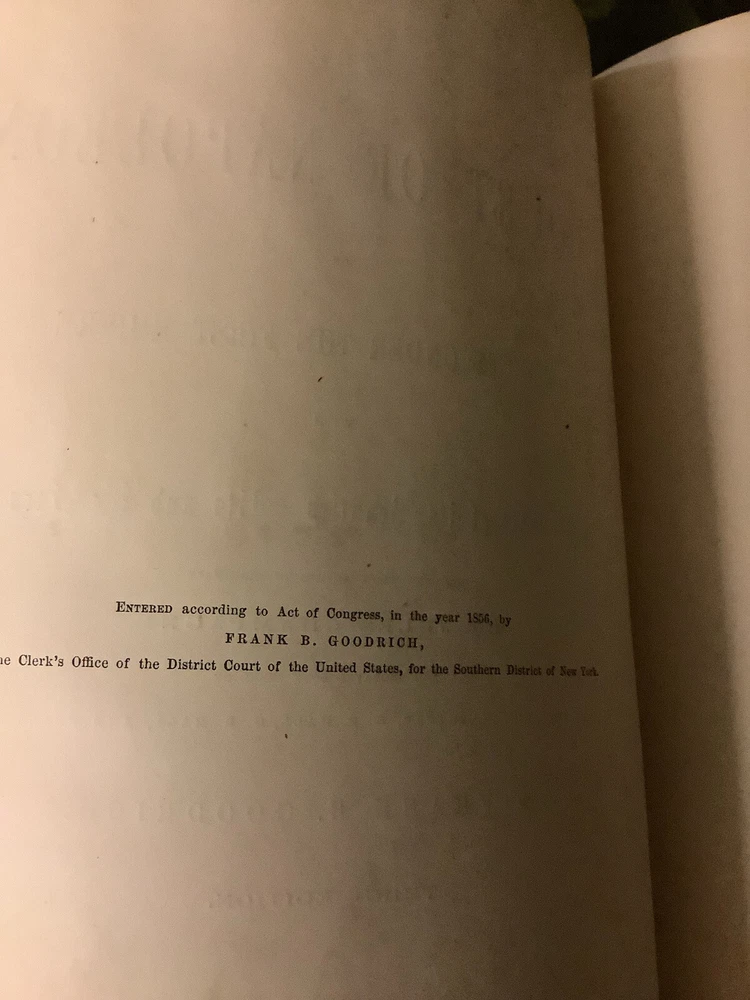 ENTERED according to Act of Congress, in the year 1856, by
FRANK B. GOODRICH,
Clerk's Office of the District Court of the United States, for the Southern District of New York.